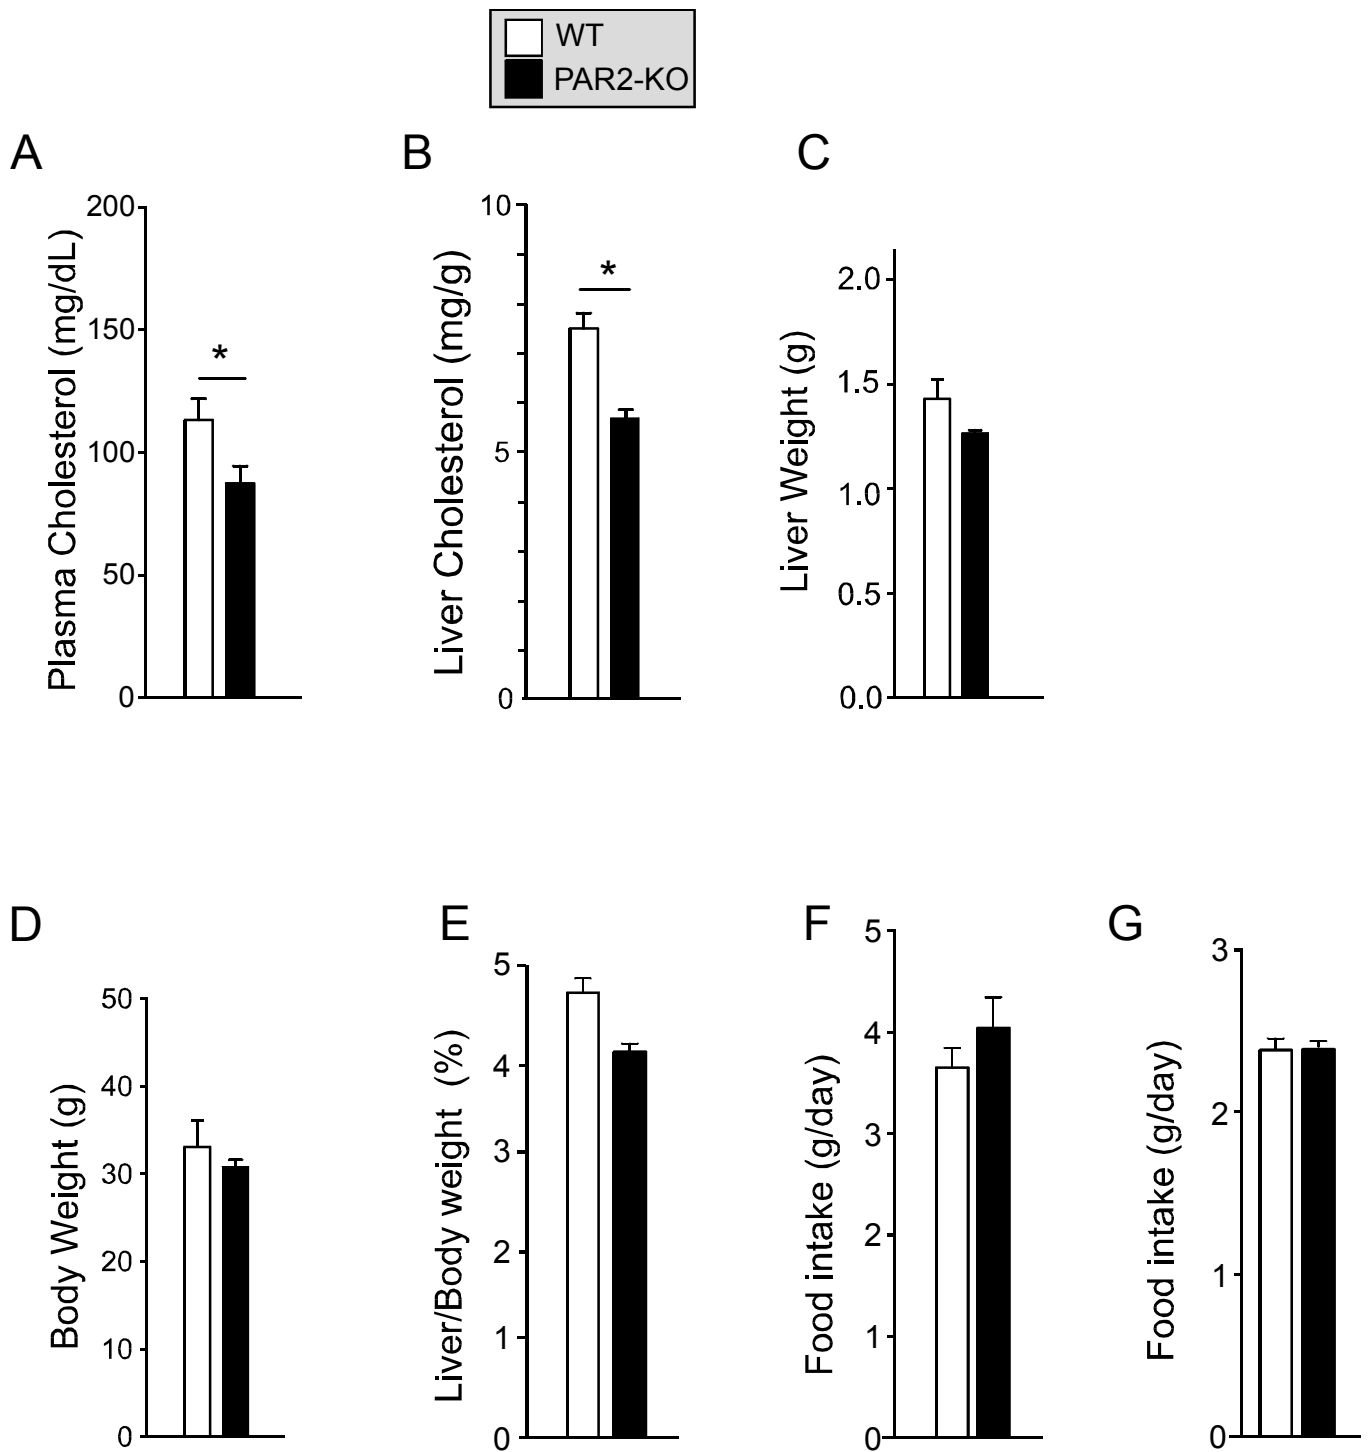 WT
PAR2-KO
A
B
C
Plasma Cholesterol (mg/dL)
200
150
100
50
0
*
Liver Cholesterol (mg/g)
10
5
0
*
Liver Weight (g)
2.0
1.5
1.0
0.5
0.0
D
E
F
G
Body Weight (g)
50
40
30
20
10
0
Liver/Body weight (%)
5
4
3
2
1
0
Food intake (g/day)
5
4
3
2
1
0
Food intake (g/day)
3
2
1
0